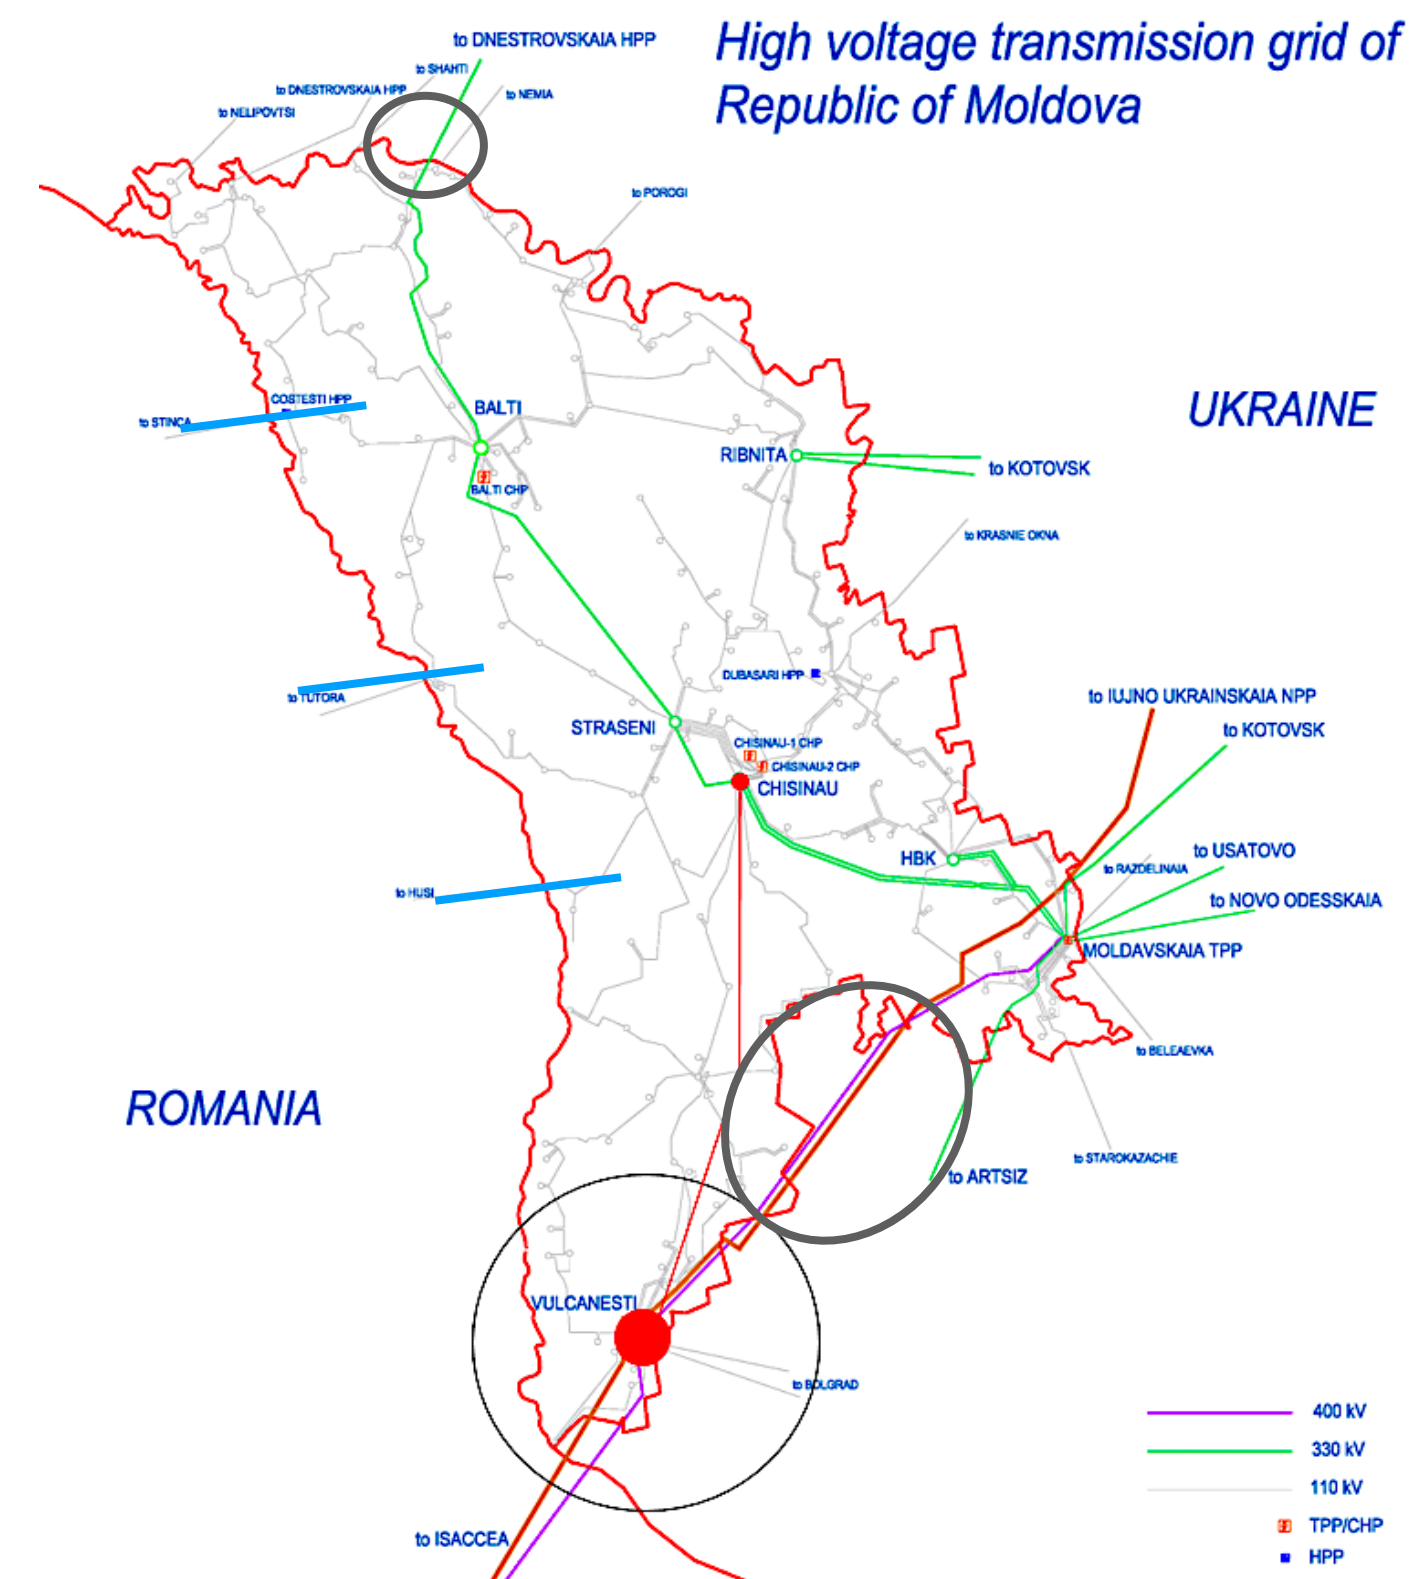 High voltage transmission grid of
Republic of Moldova
to DNESTROVSKAIA HPP
to SHAHTI
to DNESTROVSKAIA HPP
to NEMIA
to NELIPOVTSI
to POROGI
UKRAINE
COSTESTI HPP
to STINCA
BALTI
RIBNITA
to KOTOVSK
BALTI CHP
to KRASNIE OKNA
DUBASARI HPP
to TUTORA
to IUJNO UKRAINSKAIA NPP
STRASENI
to KOTOVSK
CHISINAU-1 CHP
CHISINAU-2 CHP
CHISINAU
HBK
to USATOVO
to RAZDELINAIA
to HUSI
to NOVO ODESSKAIA
MOLDAVSKAIA TPP
to BELEAEVKA
ROMANIA
to STAROKAZACHIE
to ARTSIZ
VULCANESTI
to BOLGRAD
400 kV
330 kV
110 kV
TPP/CHP
to ISACCEA
HPP